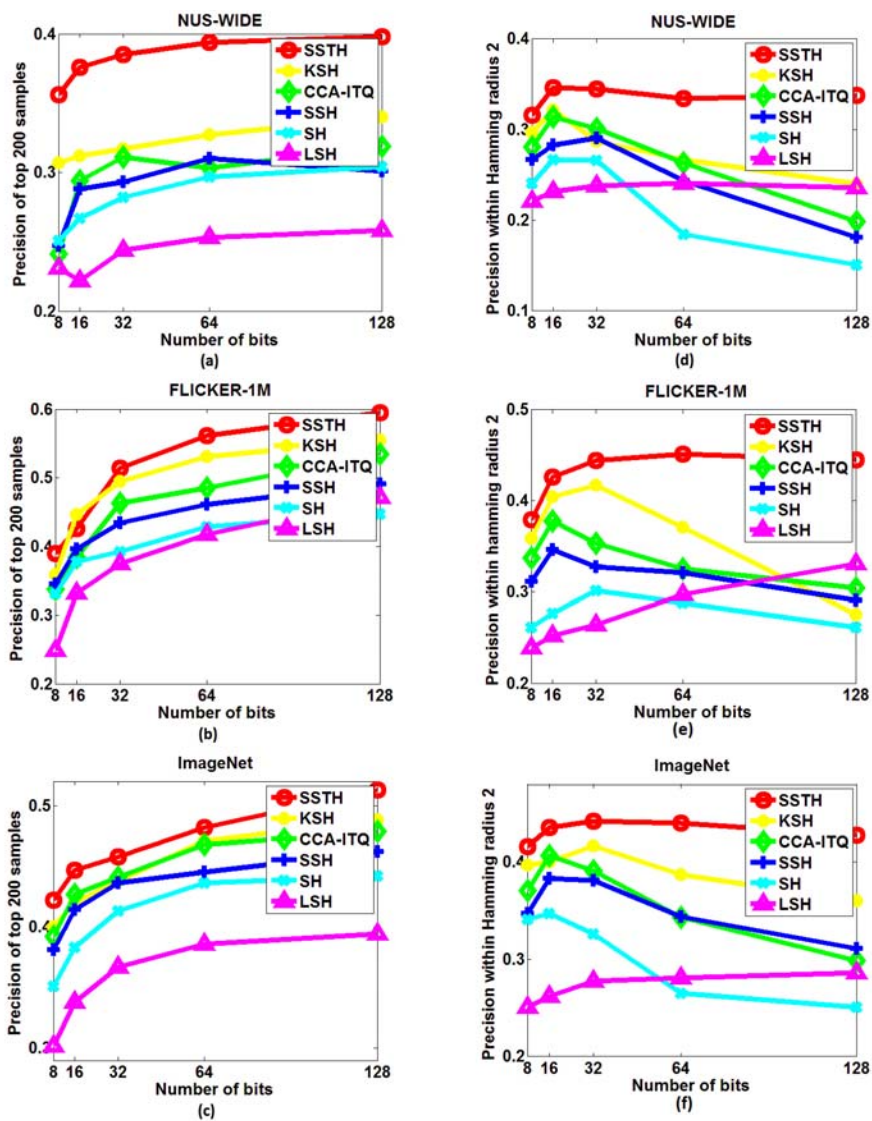 NUS-WIDE
Precision of top 200 samples
0.4
0.3
0.2
8 16 32 64 128
Number of bits
(a)
SSTH
KSH
CCA-ITQ
SSH
SH
LSH
NUS-WIDE
Precision within Hamming radius 2
0.4
0.3
0.2
0.1
8 16 32 64 128
Number of bits
(d)
SSTH
KSH
CCA-ITQ
SSH
SH
LSH
FLICKER-1M
Precision of top 200 samples
0.6
0.5
0.4
0.3
0.2
8 16 32 64 128
Number of bits
(b)
SSTH
KSH
CCA-ITQ
SSH
SH
LSH
FLICKER-1M
Precision within hamming radius 2
0.5
0.4
0.3
0.2
8 16 32 64 128
Number of bits
(e)
SSTH
KSH
CCA-ITQ
SSH
SH
LSH
ImageNet
Precision of top 200 samples
0.5
8 16 32 64 128
Number of bits
(c)
SSTH
KSH
CCA-ITQ
SSH
SH
LSH
ImageNet
Precision within Hamming radius 2
0.4
0.3
0.2
8 16 32 64 128
Number of bits
(f)
SSTH
KSH
CCA-ITQ
SSH
SH
LSH